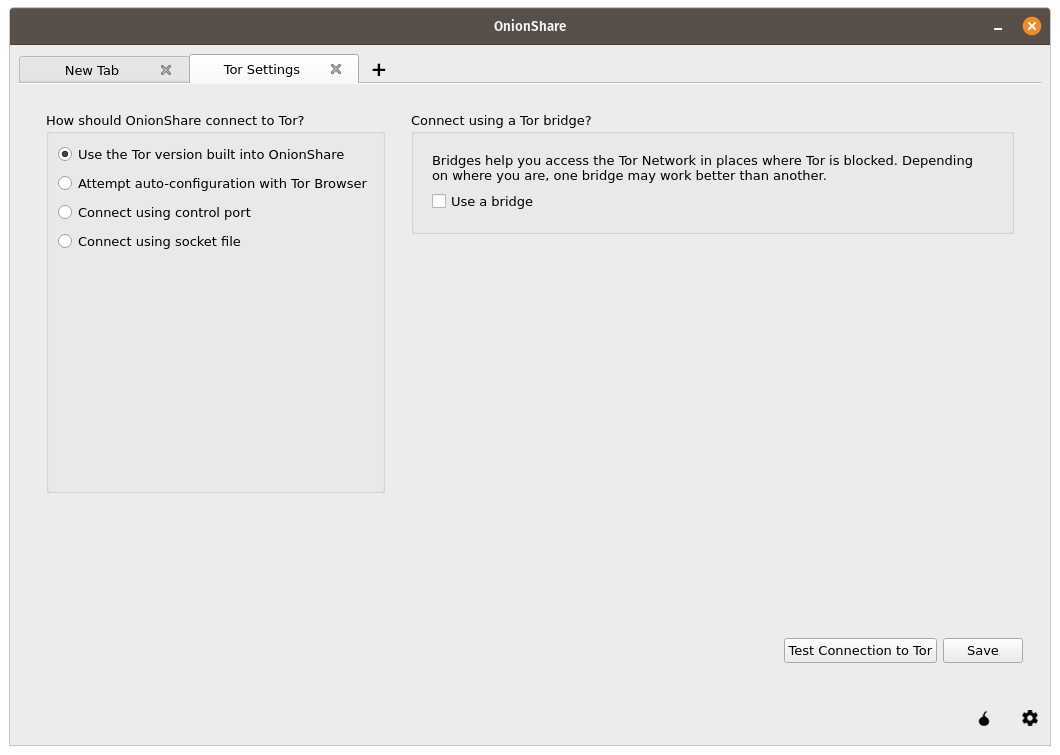 OnionShare
New Tab
Tor Settings
How should OnionShare connect to Tor?
Use the Tor version built into OnionShare
Attempt auto-configuration with Tor Browser
Connect using control port
Connect using socket file
Connect using a Tor bridge?
Bridges help you access the Tor Network in places where Tor is blocked. Depending
on where you are, one bridge may work better than another.
Use a bridge
Test Connection to Tor
Save